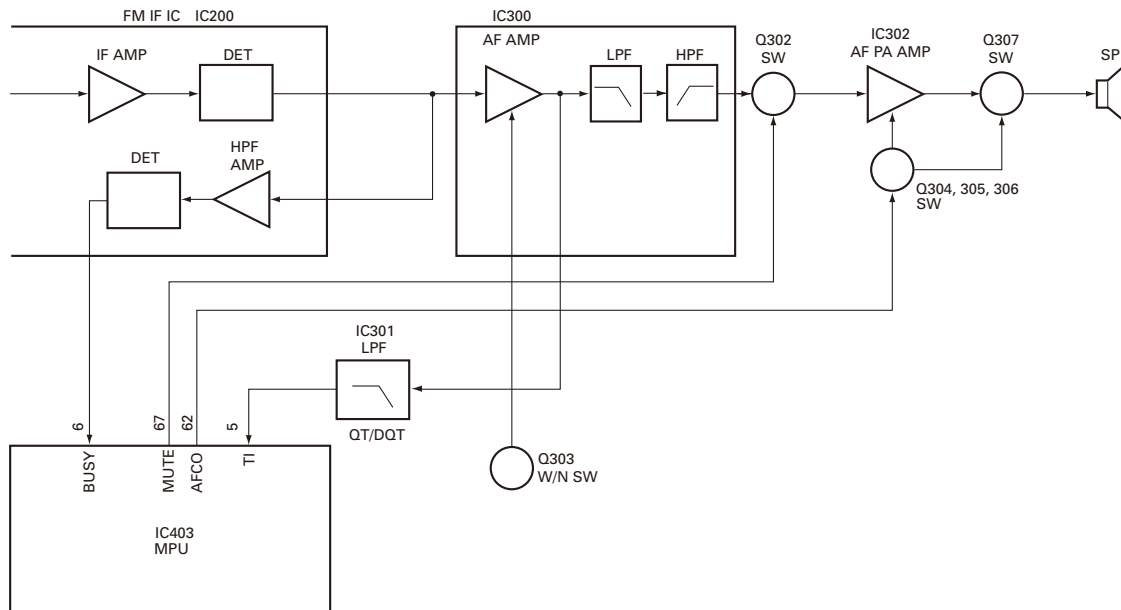 FM IF IC IC200
IF AMP
DET
DET
HPF
AMP
IC300
AF AMP
LPF
HPF
Q302
SW
IC302
AF PA AMP
Q307
SW
SP
Q304, 305, 306
SW
IC301
LPF
QT/DQT
Q303
W/N SW
6
67
62
5
BUSY
MUTE
AFCO
TI
IC403
MPU